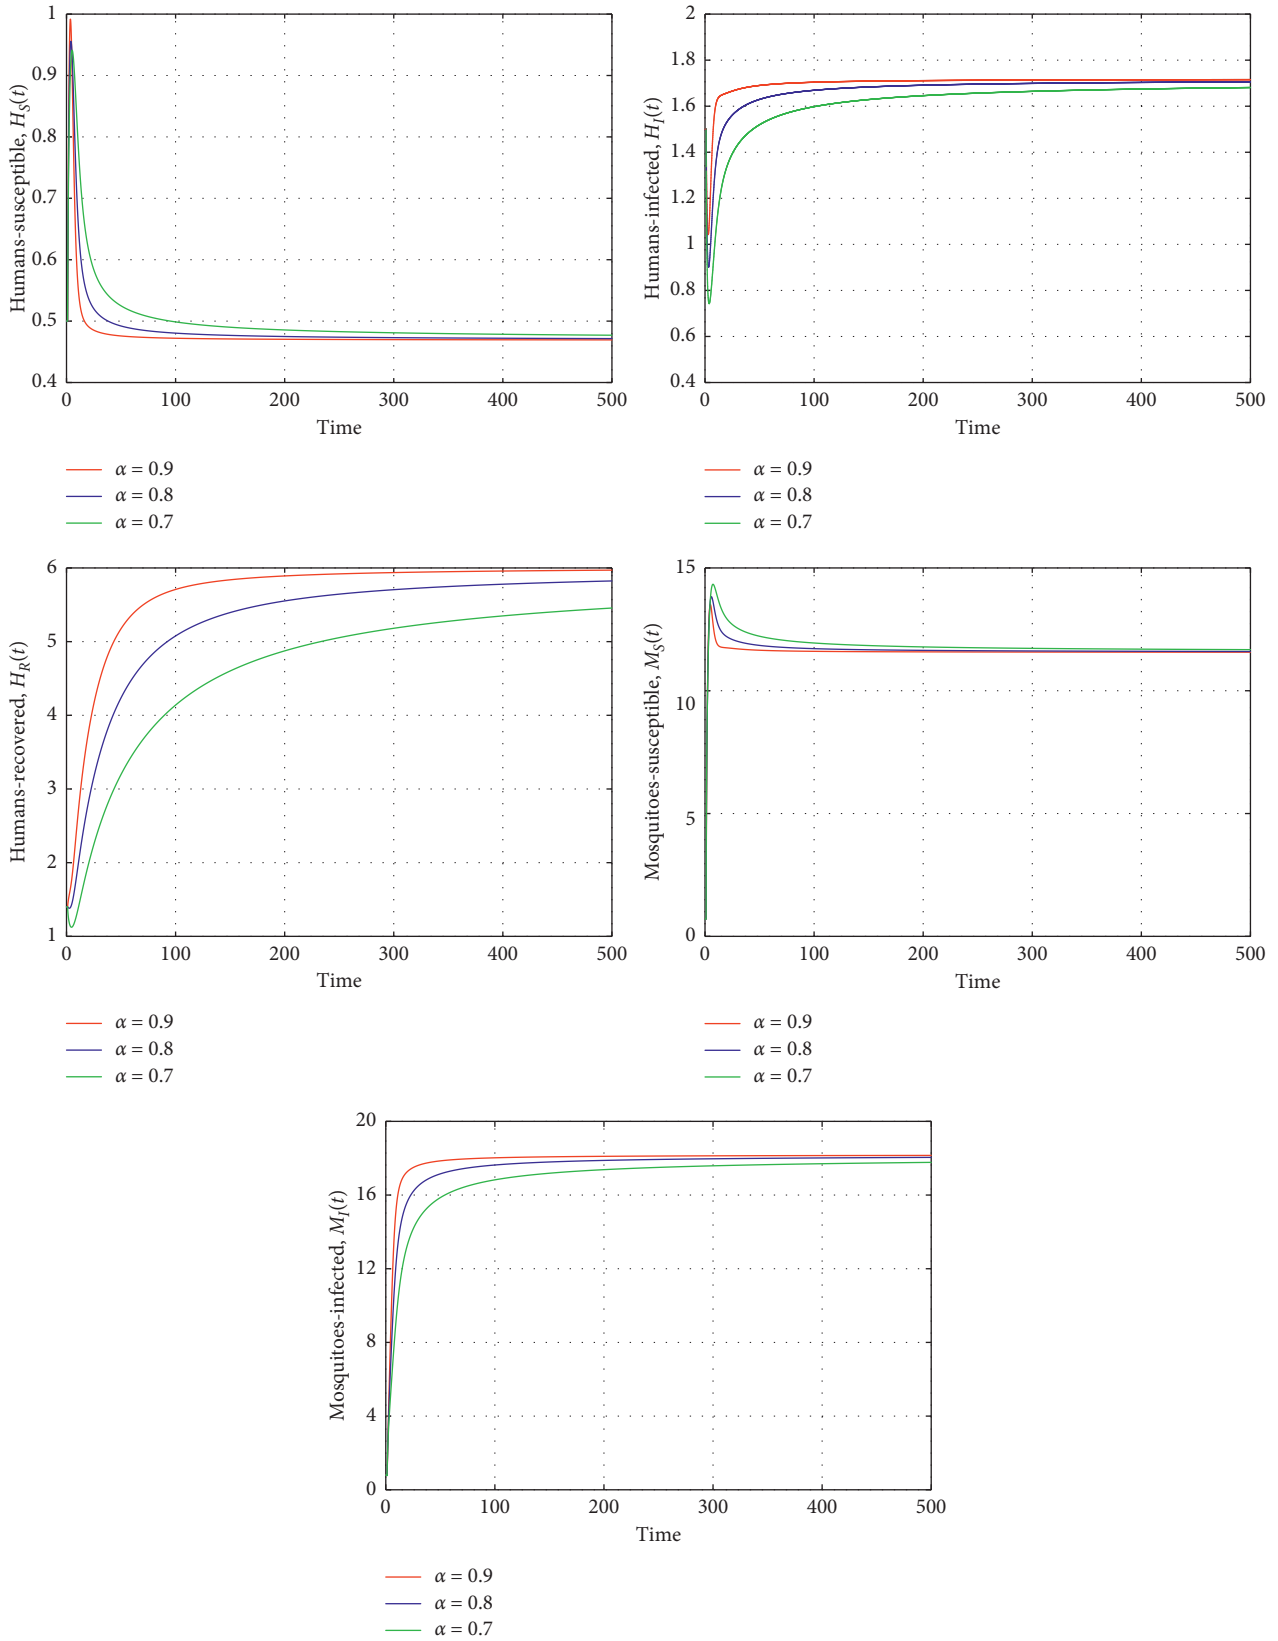 Humans-susceptible, H_S(t)
1
0.9
0.8
0.7
0.6
0.5
0.4
0 100 200 300 400 500
Time
α = 0.9
α = 0.8
α = 0.7
Humans-infected, H_I(t)
2
1.8
1.6
1.4
1.2
1
0.8
0.6
0.4
0 100 200 300 400 500
Time
α = 0.9
α = 0.8
α = 0.7
Humans-recovered, H_R(t)
6
5
4
3
2
1
0 100 200 300 400 500
Time
α = 0.9
α = 0.8
α = 0.7
Mosquitoes-susceptible, M_S(t)
15
10
5
0
0 100 200 300 400 500
Time
α = 0.9
α = 0.8
α = 0.7
Mosquitoes-infected, M_I(t)
20
16
12
8
4
0
0 100 200 300 400 500
Time
α = 0.9
α = 0.8
α = 0.7